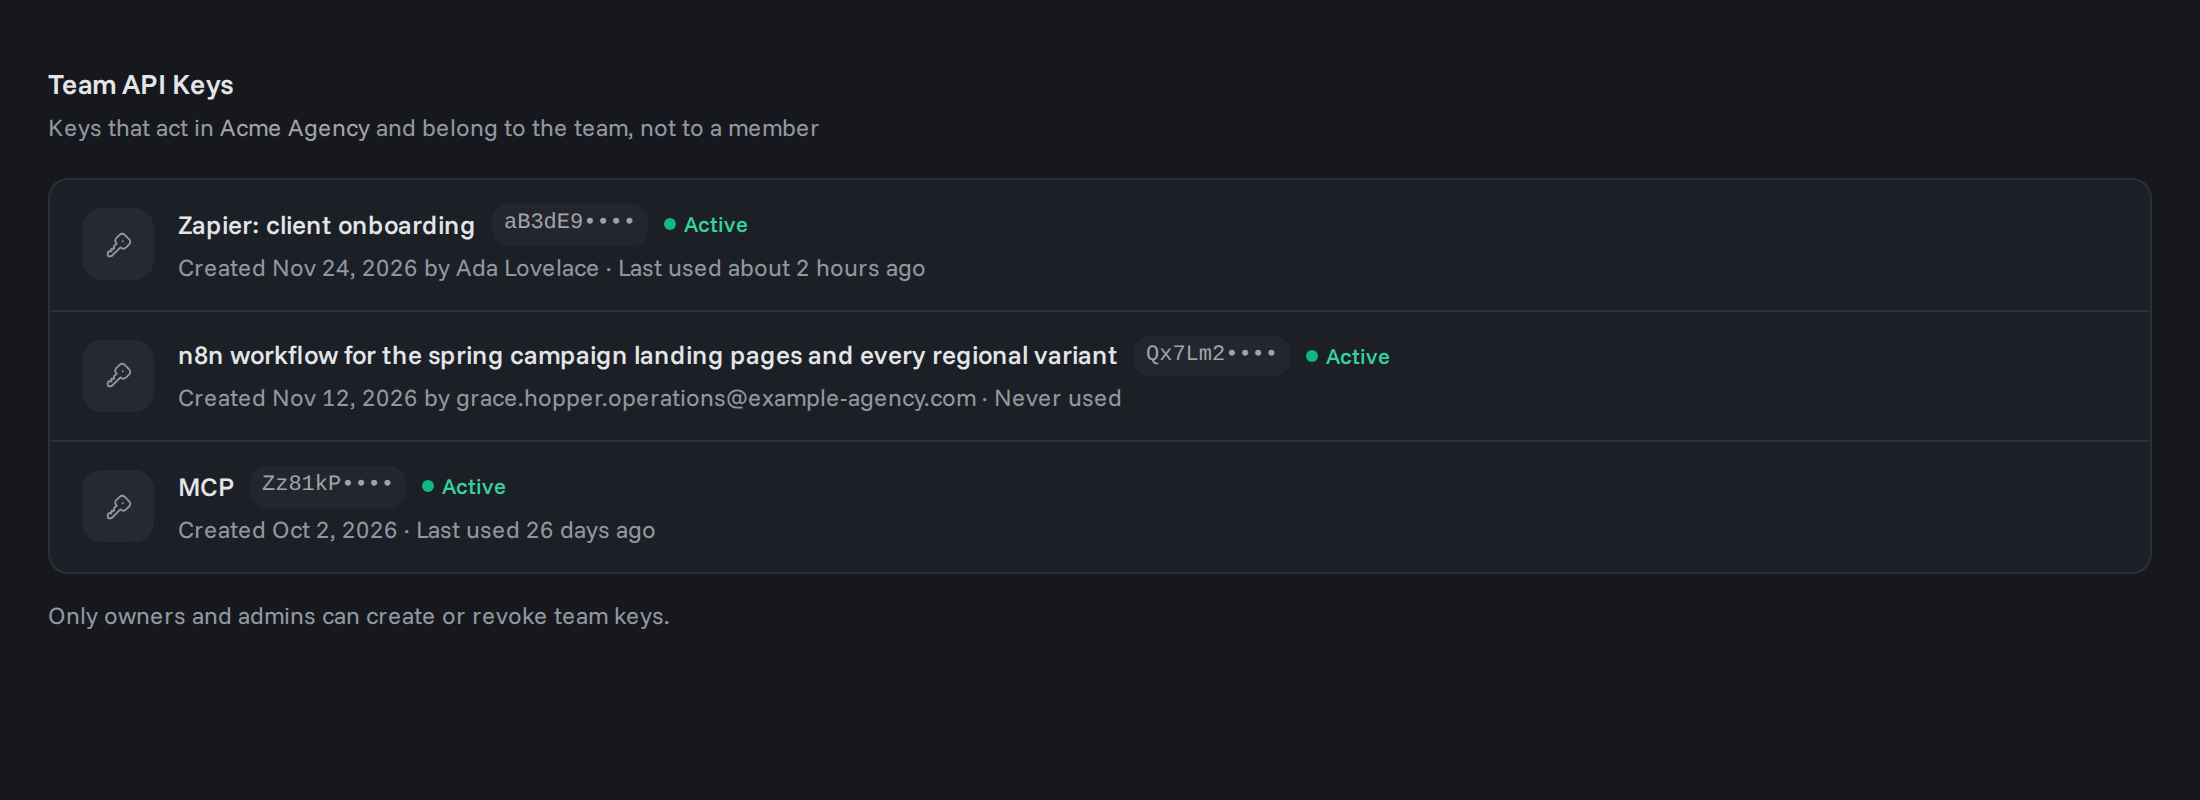 Team API Keys
Keys that act in Acme Agency and belong to the team, not to a member
Zapier: client onboarding aB3dE9•••• Active
Created Nov 24, 2026 by Ada Lovelace · Last used about 2 hours ago
n8n workflow for the spring campaign landing pages and every regional variant Qx7Lm2•••• Active
Created Nov 12, 2026 by grace.hopper.operations@example-agency.com · Never used
MCP Zz81kP•••• Active
Created Oct 2, 2026 · Last used 26 days ago
Only owners and admins can create or revoke team keys.